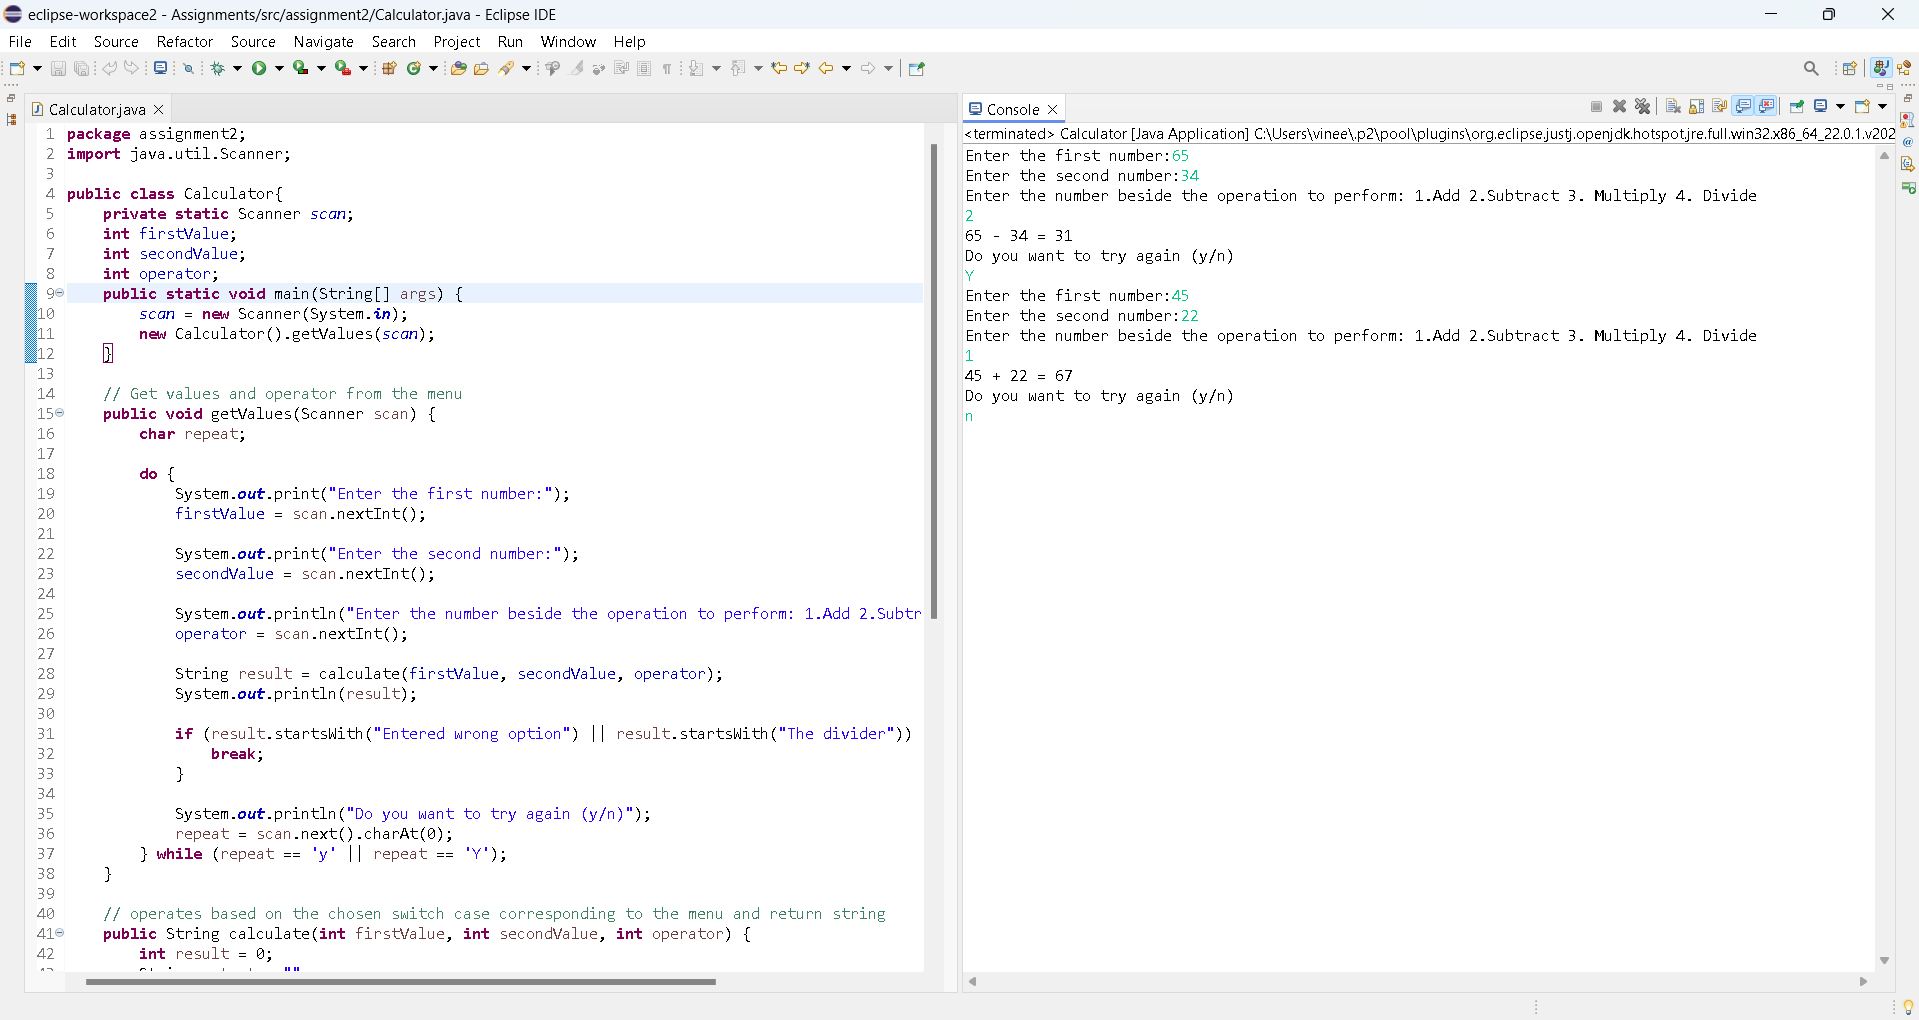 eclipse-workspace2 - Assignments/src/assignment2/Calculator.java - Eclipse IDE
File Edit Source Refactor Source Navigate Search Project Run Window Help
Calculator.java
1 package assignment2;
2 import java.util.Scanner;
3
4 public class Calculator{
5 private static Scanner scan;
6 int firstValue;
7 int secondValue;
8 int operator;
9 public static void main(String[] args) {
10 scan = new Scanner(System.in);
11 new Calculator().getValues(scan);
12 }
13
14 // Get values and operator from the menu
15 public void getValues(Scanner scan) {
16 char repeat;
17
18 do {
19 System.out.print("Enter the first number:");
20 firstValue = scan.nextInt();
21
22 System.out.print("Enter the second number:");
23 secondValue = scan.nextInt();
24
25 System.out.println("Enter the number beside the operation to perform: 1.Add 2.Subtr
26 operator = scan.nextInt();
27
28 String result = calculate(firstValue, secondValue, operator);
29 System.out.println(result);
30
31 if (result.startsWith("Entered wrong option") || result.startsWith("The divider"))
32 break;
33 }
34
35 System.out.println("Do you want to try again (y/n)");
36 repeat = scan.next().charAt(0);
37 } while (repeat == 'y' || repeat == 'Y');
38 }
39
40 // operates based on the chosen switch case corresponding to the menu and return string
41 public String calculate(int firstValue, int secondValue, int operator) {
42 int result = 0;
Console
<terminated> Calculator [Java Application] C:\Users\vinee\.p2\pool\plugins\org.eclipse.justj.openjdk.hotspot.jre.full.win32.x86_64_22.0.1.v202
Enter the first number:65
Enter the second number:34
Enter the number beside the operation to perform: 1.Add 2.Subtract 3. Multiply 4. Divide
2
65 - 34 = 31
Do you want to try again (y/n)
Y
Enter the first number:45
Enter the second number:22
Enter the number beside the operation to perform: 1.Add 2.Subtract 3. Multiply 4. Divide
1
45 + 22 = 67
Do you want to try again (y/n)
n